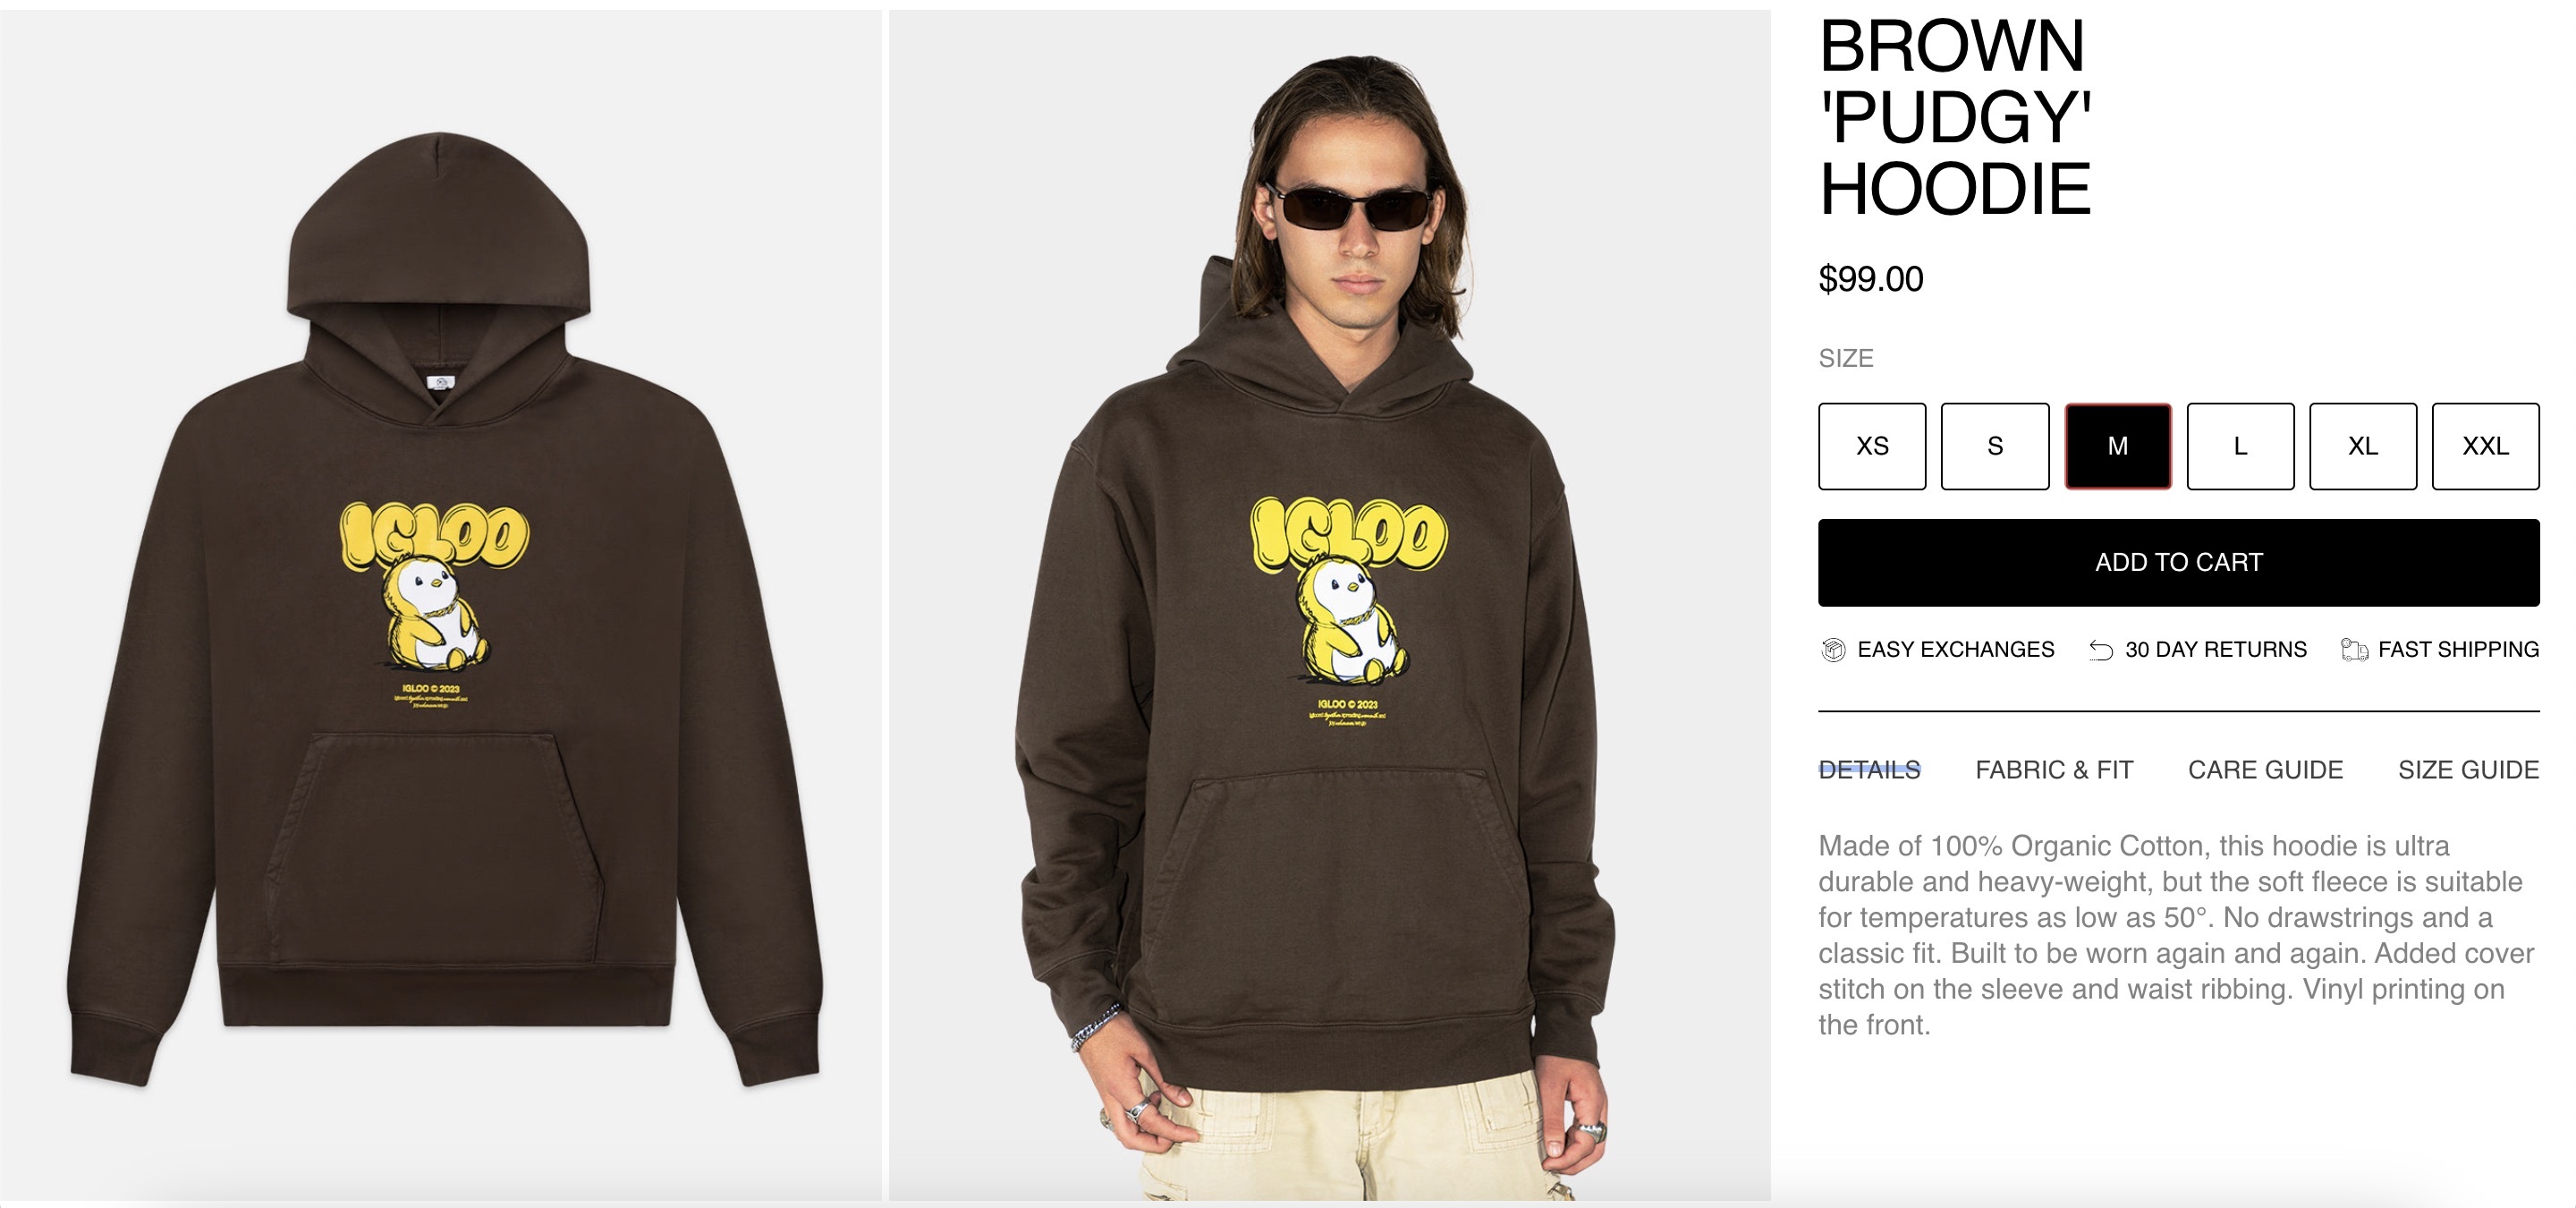 IGLOO
IGLOO © 2023
IGLOO
IGLOO © 2023
BROWN
'PUDGY'
HOODIE
$99.00
SIZE
XS S M L XL XXL
ADD TO CART
EASY EXCHANGES 30 DAY RETURNS FAST SHIPPING
DETAILS FABRIC & FIT CARE GUIDE SIZE GUIDE
Made of 100% Organic Cotton, this hoodie is ultra
durable and heavy-weight, but the soft fleece is suitable
for temperatures as low as 50°. No drawstrings and a
classic fit. Built to be worn again and again. Added cover
stitch on the sleeve and waist ribbing. Vinyl printing on
the front.